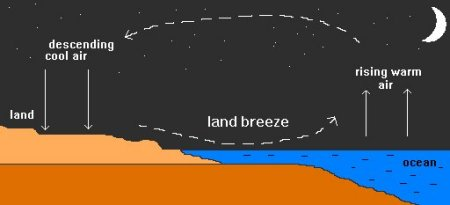 descending
cool air
rising warm
air
land
land breeze
ocean